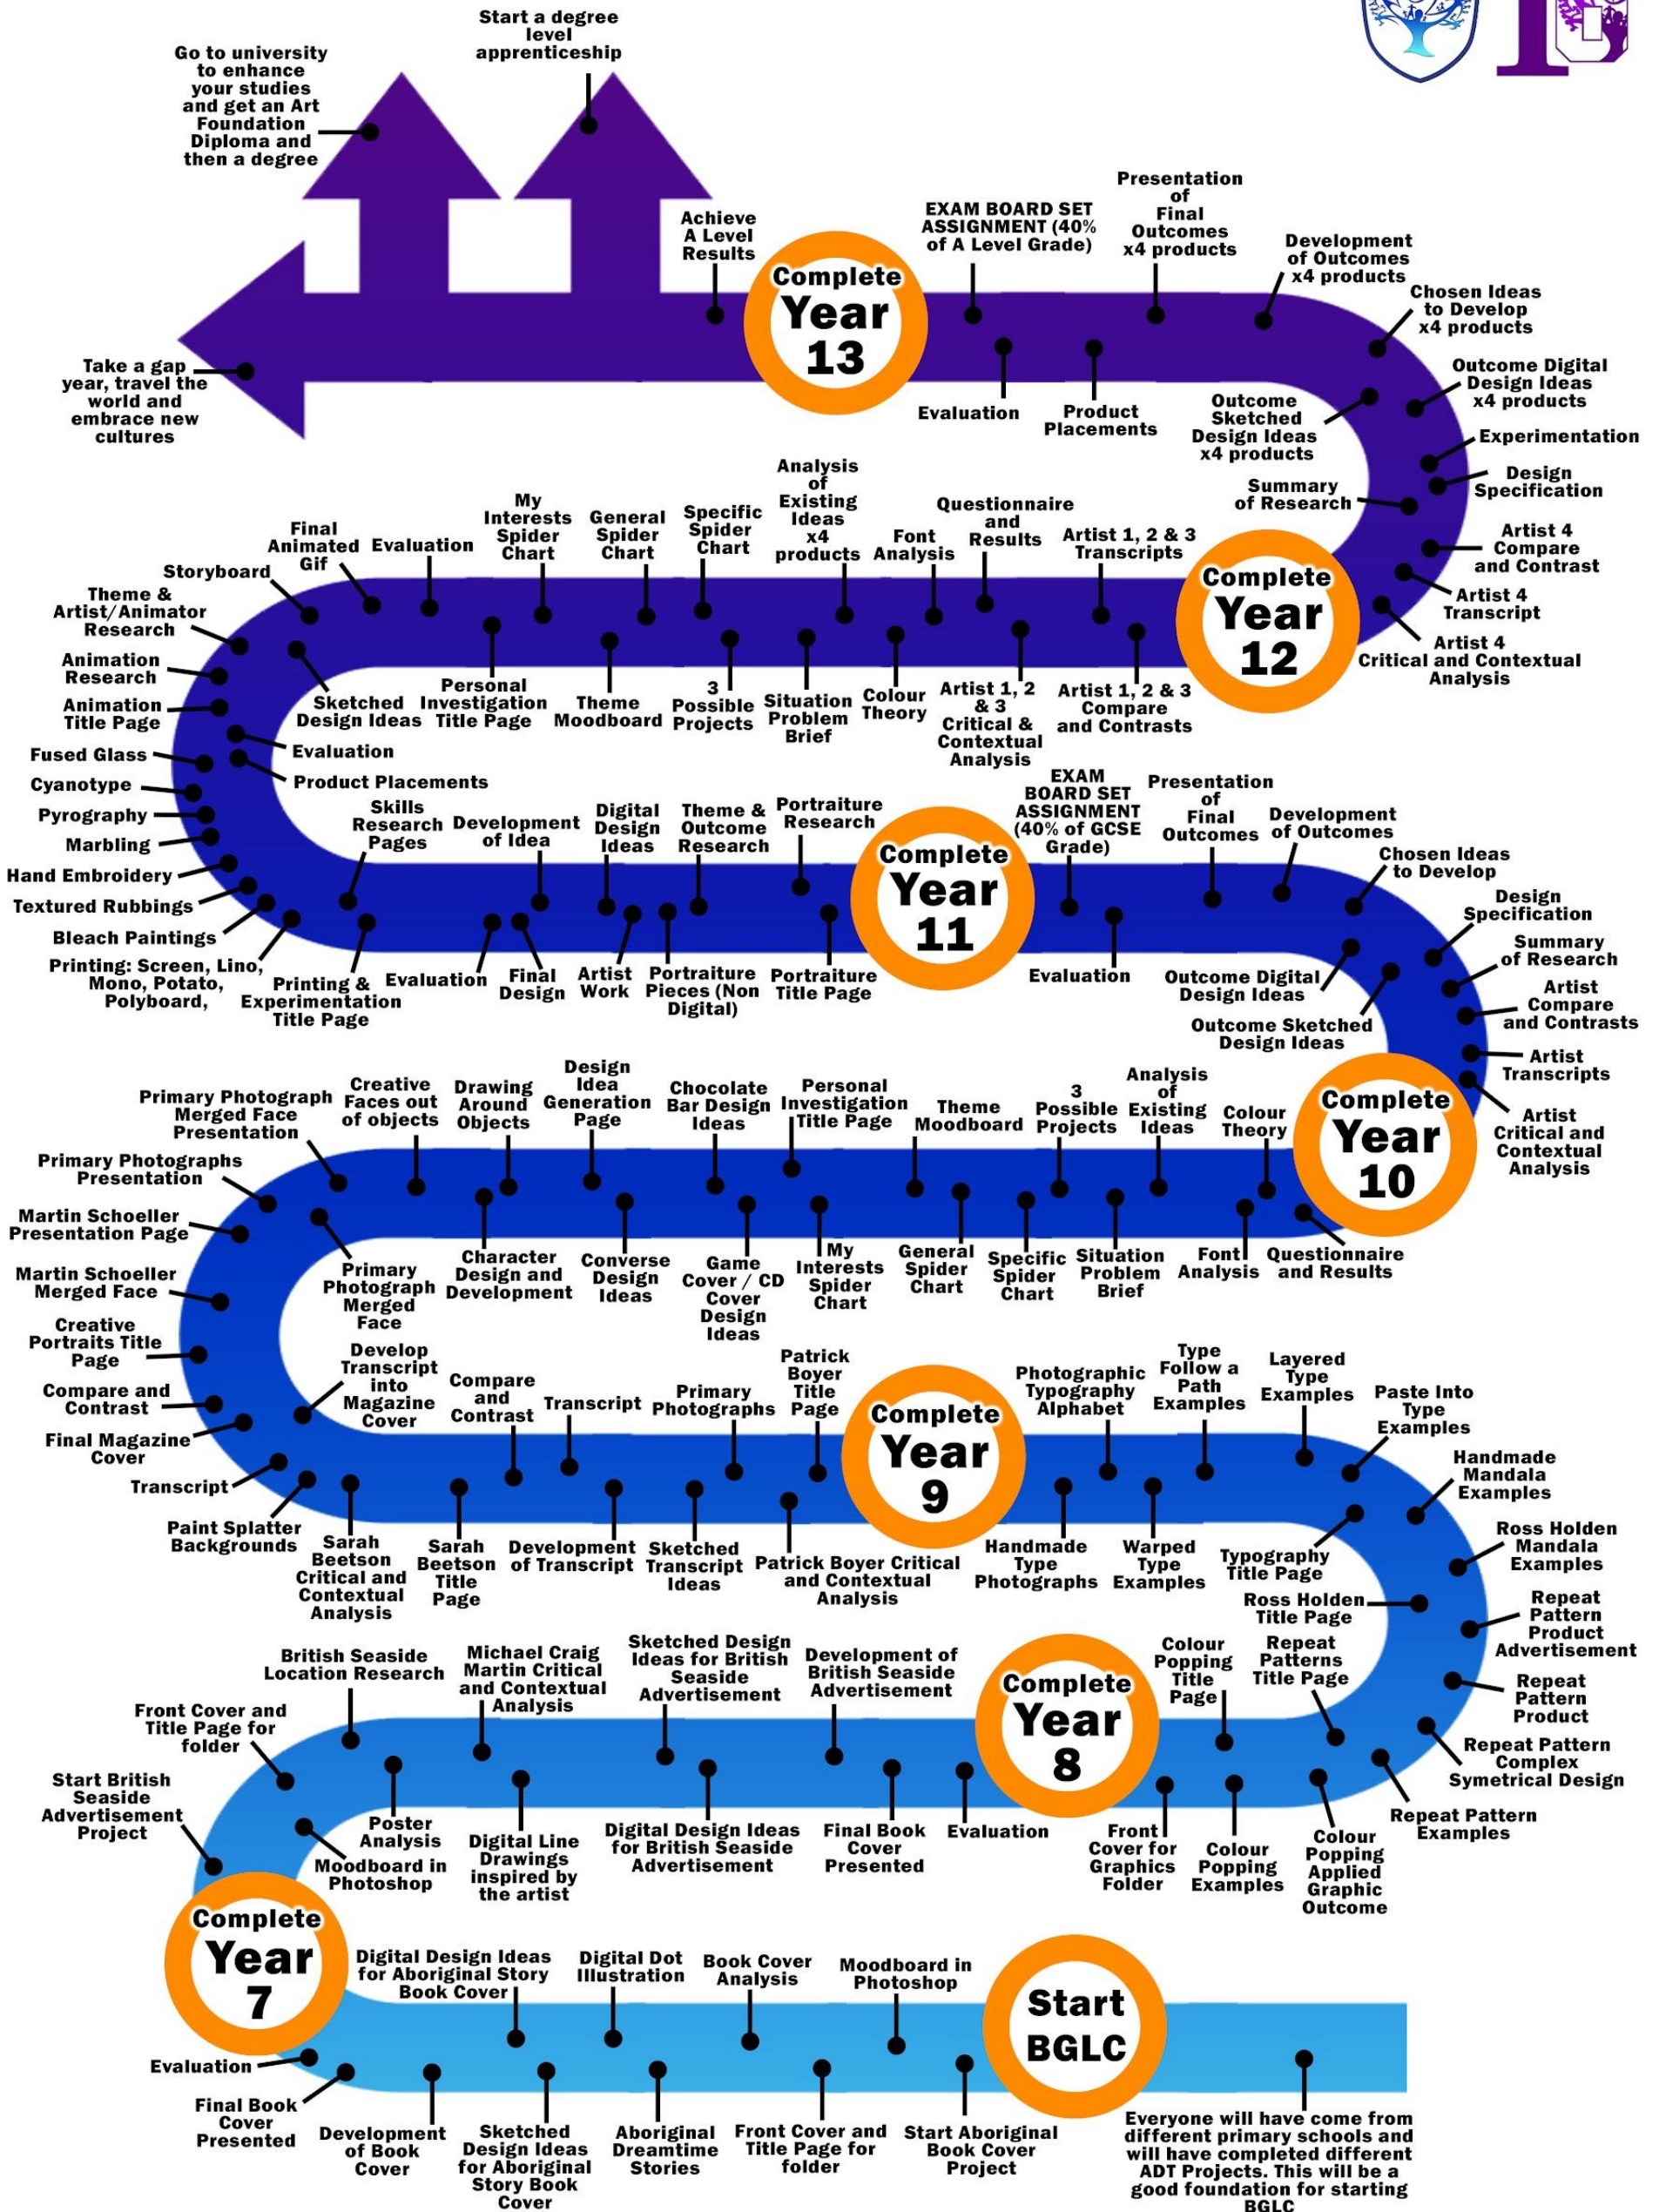 Start a degree
level
apprenticeship
Go to university
to enhance
your studies
and get an Art
Foundation
Diploma and
then a degree
Achieve
A Level
Results
Complete
Year
13
EXAM BOARD SET
ASSIGNMENT (40%
of A Level Grade)
Presentation
of
Final
Outcomes
x4 products
Development
of Outcomes
x4 products
Chosen Ideas
to Develop
x4 products
Outcome Digital
Design Ideas
x4 products
Experimentation
Design
Specification
Take a gap
year, travel the
world and
embrace new
cultures
Evaluation
Product
Placements
Outcome
Sketched
Design Ideas
x4 products
Summary
of Research
Artist 4
Compare
and Contrast
Artist 4
Transcript
Artist 4
Critical and Contextual
Analysis
Complete
Year
12
Artist 1, 2 & 3
Transcripts
Questionnaire
and
Results
Font
Analysis
Analysis
of
Existing
Ideas
x4
products
Specific
Spider
Chart
General
Spider
Chart
My
Interests
Spider
Chart
Evaluation
Final
Animated
Gif
Storyboard
Theme &
Artist/Animator
Research
Animation
Research
Animation
Title Page
Sketched
Design Ideas
Personal
Investigation
Title Page
Theme
Moodboard
3
Possible
Projects
Situation
Problem
Brief
Colour
Theory
Artist 1, 2
& 3
Critical &
Contextual
Analysis
Artist 1, 2 & 3
Compare
and Contrasts
Evaluation
Product Placements
Fused Glass
Cyanotype
Pyrography
Marbling
Hand Embroidery
Textured Rubbings
Bleach Paintings
Printing: Screen, Lino,
Mono, Potato,
Polyboard,
Skills
Research
Pages
Development
of Idea
Digital
Design
Ideas
Theme &
Outcome
Research
Portraiture
Research
Printing &
Experimentation
Title Page
Evaluation
Final
Design
Artist
Work
Portraiture
Pieces (Non
Digital)
Portraiture
Title Page
Complete
Year
11
EXAM
BOARD SET
ASSIGNMENT
(40% of GCSE
Grade)
Presentation
of
Final
Outcomes
Development
of Outcomes
Chosen Ideas
to Develop
Design
Specification
Summary
of Research
Artist
Compare
and Contrasts
Artist
Transcripts
Artist
Critical and
Contextual
Analysis
Evaluation
Outcome Digital
Design Ideas
Outcome Sketched
Design Ideas
Complete
Year
10
Colour
Theory
Analysis
of
Existing
Ideas
3
Possible
Projects
Theme
Moodboard
Personal
Investigation
Title Page
Chocolate
Bar Design
Ideas
Design
Idea
Generation
Page
Drawing
Around
Objects
Creative
Faces out
of objects
Primary Photograph
Merged Face
Presentation
Primary Photographs
Presentation
Martin Schoeller
Presentation Page
Martin Schoeller
Merged Face
Creative
Portraits Title
Page
Compare and
Contrast
Final Magazine
Cover
Transcript
Paint Splatter
Backgrounds
Primary
Photograph
Merged
Face
Character
Design and
Development
Converse
Design
Ideas
Game
Cover / CD
Cover
Design
Ideas
My
Interests
Spider
Chart
General
Spider
Chart
Specific
Spider
Chart
Situation
Problem
Brief
Font
Analysis
Questionnaire
and Results
Develop
Transcript
into
Magazine
Cover
Compare
and
Contrast
Transcript
Primary
Photographs
Patrick
Boyer
Title
Page
Sarah
Beetson
Critical and
Contextual
Analysis
Sarah
Beetson
Title
Page
Development
of Transcript
Sketched
Transcript
Ideas
Patrick Boyer Critical
and Contextual
Analysis
Complete
Year
9
Photographic
Typography
Alphabet
Type
Follow a
Path
Examples
Layered
Type
Examples
Paste Into
Type
Examples
Handmade
Mandala
Examples
Ross Holden
Mandala
Examples
Repeat
Pattern
Product
Advertisement
Repeat
Pattern
Product
Repeat Pattern
Complex
Symetrical Design
Repeat Pattern
Examples
Handmade
Type
Photographs
Warped
Type
Examples
Typography
Title Page
Ross Holden
Title Page
Repeat
Patterns
Title Page
Colour
Popping
Title
Page
Front
Cover for
Graphics
Folder
Colour
Popping
Examples
Colour
Popping
Applied
Graphic
Outcome
Complete
Year
8
Development of
British Seaside
Advertisement
Sketched Design
Ideas for British
Seaside
Advertisement
Michael Craig
Martin Critical
and Contextual
Analysis
British Seaside
Location Research
Front Cover and
Title Page for
folder
Start British
Seaside
Advertisement
Project
Moodboard in
Photoshop
Poster
Analysis
Digital Line
Drawings
inspired by
the artist
Digital Design Ideas
for British Seaside
Advertisement
Final Book
Cover
Presented
Evaluation
Complete
Year
7
Digital Design Ideas
for Aboriginal Story
Book Cover
Digital Dot
Illustration
Book Cover
Analysis
Moodboard in
Photoshop
Start
BGLC
Evaluation
Final Book
Cover
Presented
Development
of Book
Cover
Sketched
Design Ideas
for Aboriginal
Story Book
Cover
Aboriginal
Dreamtime
Stories
Front Cover and
Title Page for
folder
Start Aboriginal
Book Cover
Project
Everyone will have come from
different primary schools and
will have completed different
ADT Projects. This will be a
good foundation for starting
BGLC